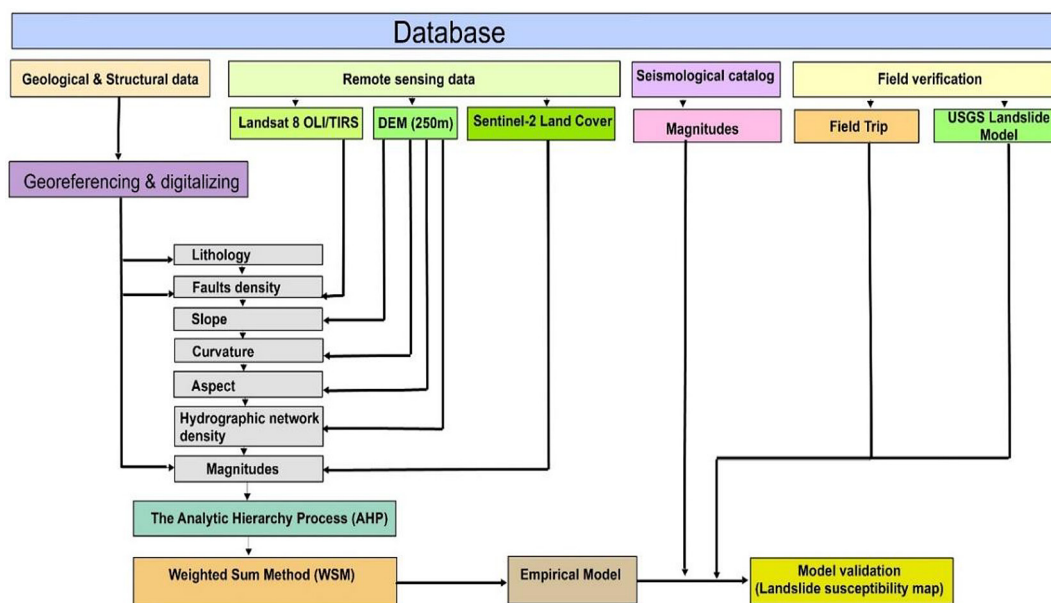 Database
Geological & Structural data
Remote sensing data
Seismological catalog
Field verification
Landsat 8 OLI/TIRS
DEM (250m)
Sentinel-2 Land Cover
Magnitudes
Field Trip
USGS Landslide
Model
Georeferencing & digitalizing
Lithology
Faults density
Slope
Curvature
Aspect
Hydrographic network
density
Magnitudes
The Analytic Hierarchy Process (AHP)
Weighted Sum Method (WSM)
Empirical Model
Model validation
(Landslide susceptibility map)